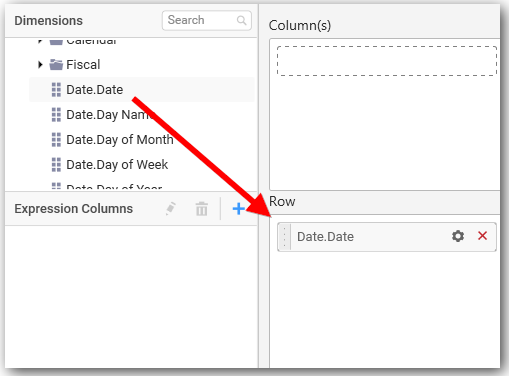 Dimensions
Search
Calendar
Fiscal
Date.Date
Date.Day Name
Date.Day of Month
Date.Day of Week
Date.Day of Year
Expression Columns
Column(s)
Row
Date.Date